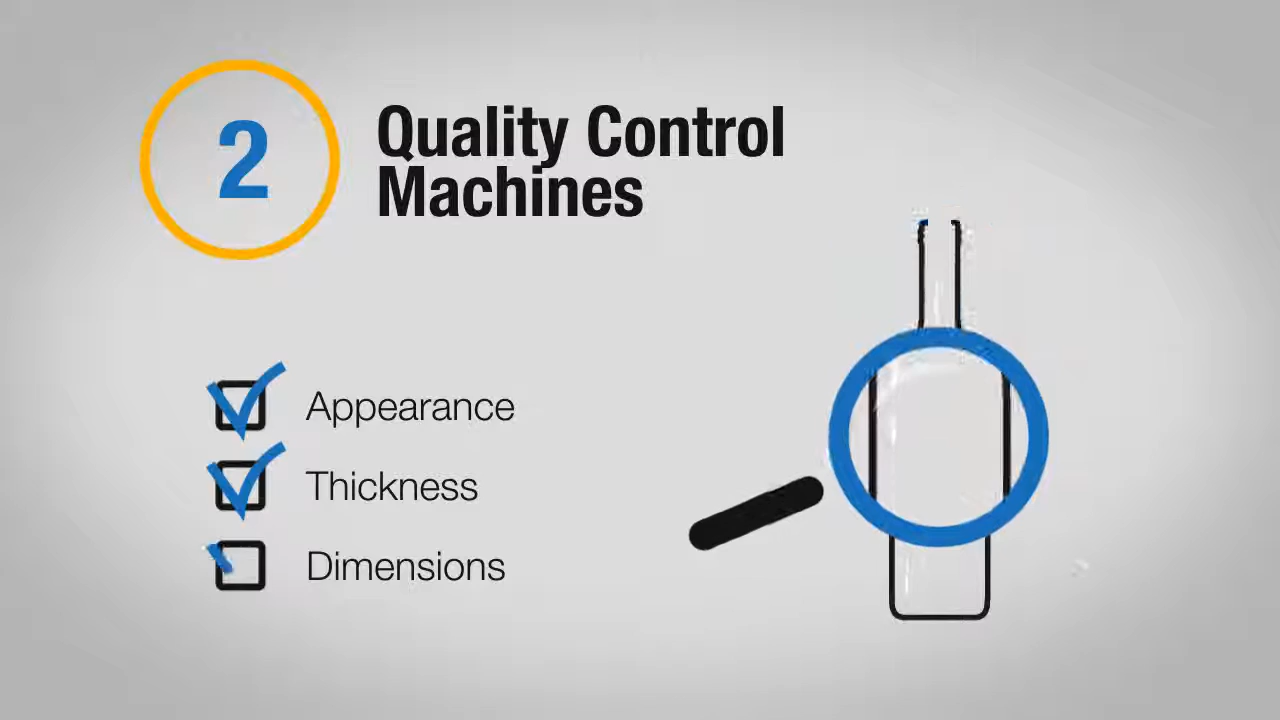 2
Quality Control
Machines
Appearance
Thickness
Dimensions